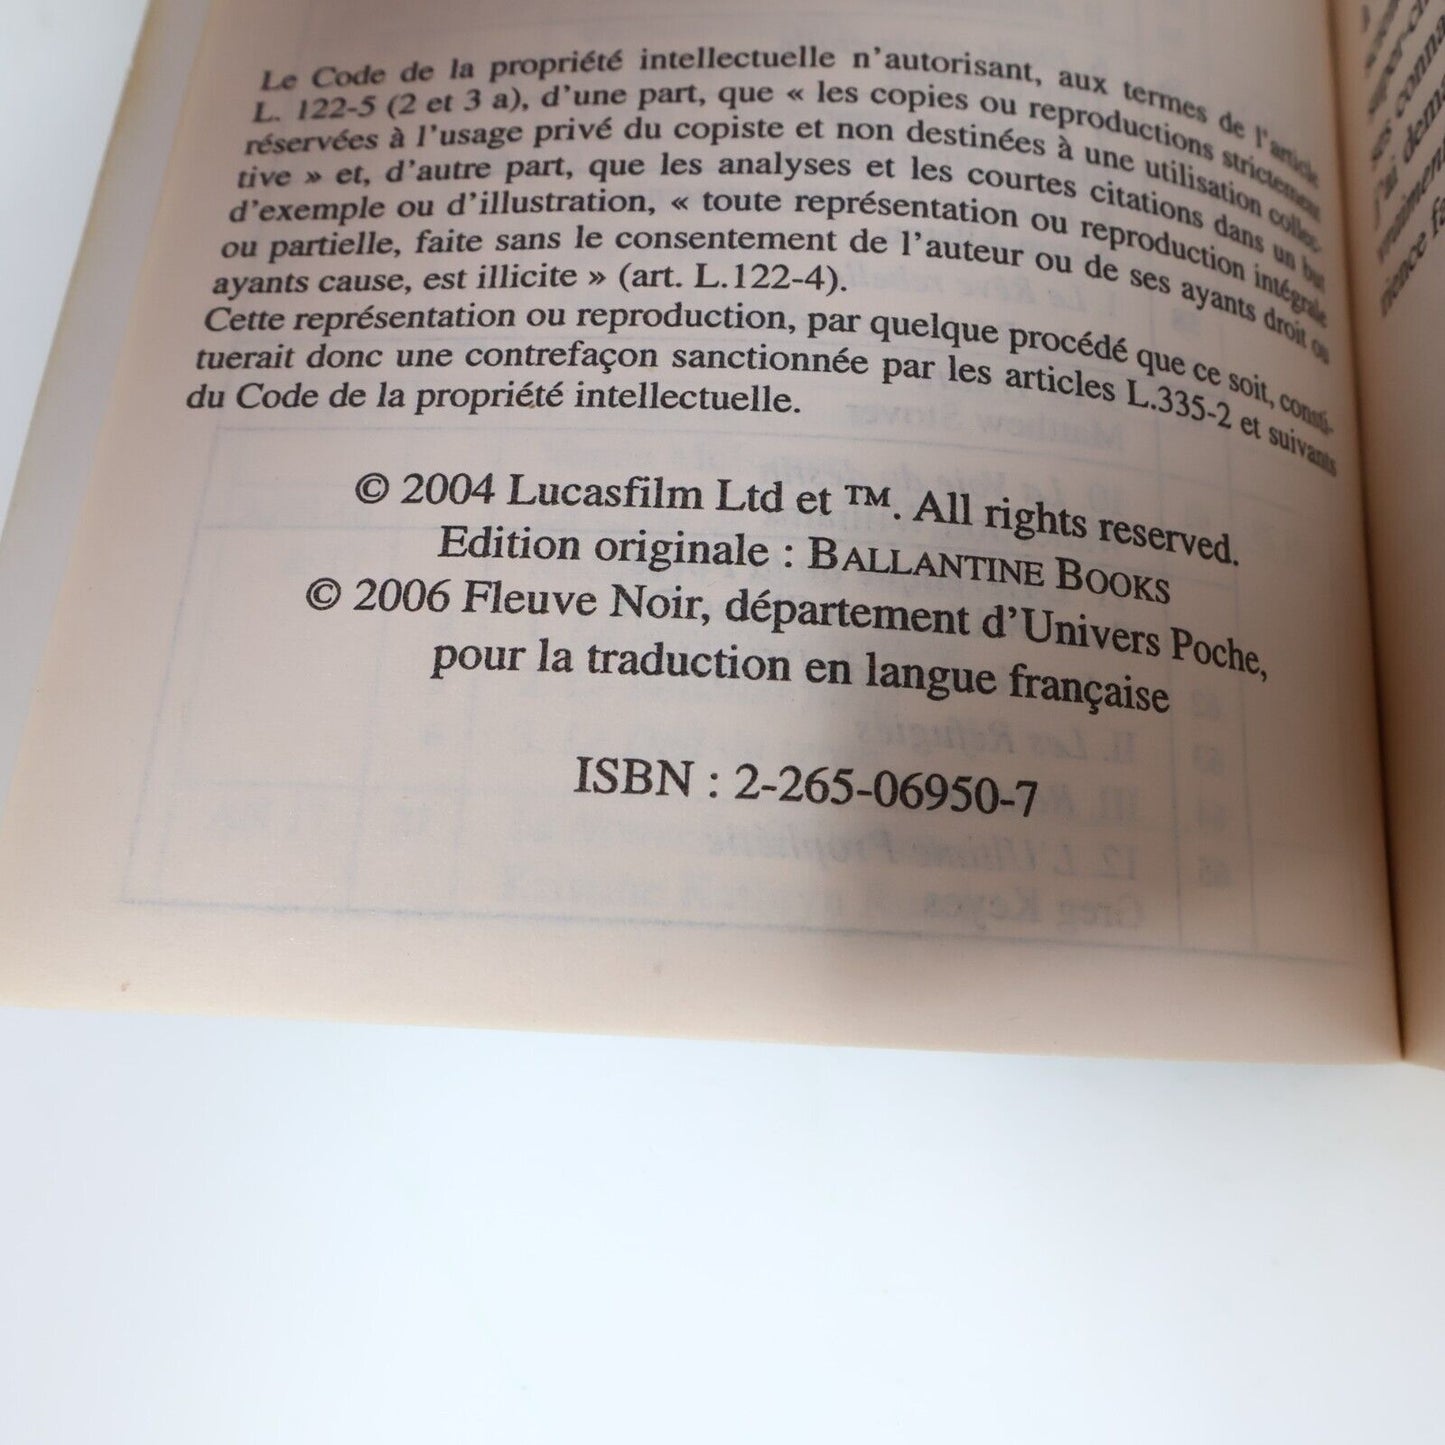 Le Code de la propriété intellectuelle n'autorisant, aux termes de l'article
L. 122-5 (2 et 3 a), d'une part, que « les copies ou reproductions strictement
réservées à l'usage privé du copiste et non destinées à une utilisation collec-
tive » et, d'autre part, que les analyses et les courtes citations dans un but
d'exemple ou d'illustration, « toute représentation ou reproduction intégrale
ou partielle, faite sans le consentement de l'auteur ou de ses ayants droit ou
ayants cause, est illicite » (art. L.122-4).
Cette représentation ou reproduction, par quelque procédé que ce soit, consti-
tuerait donc une contrefaçon sanctionnée par les articles L.335-2 et suivants
du Code de la propriété intellectuelle.
© 2004 Lucasfilm Ltd et ™. All rights reserved.
Edition originale : BALLANTINE BOOKS
© 2006 Fleuve Noir, département d'Univers Poche,
pour la traduction en langue française
ISBN : 2-265-06950-7